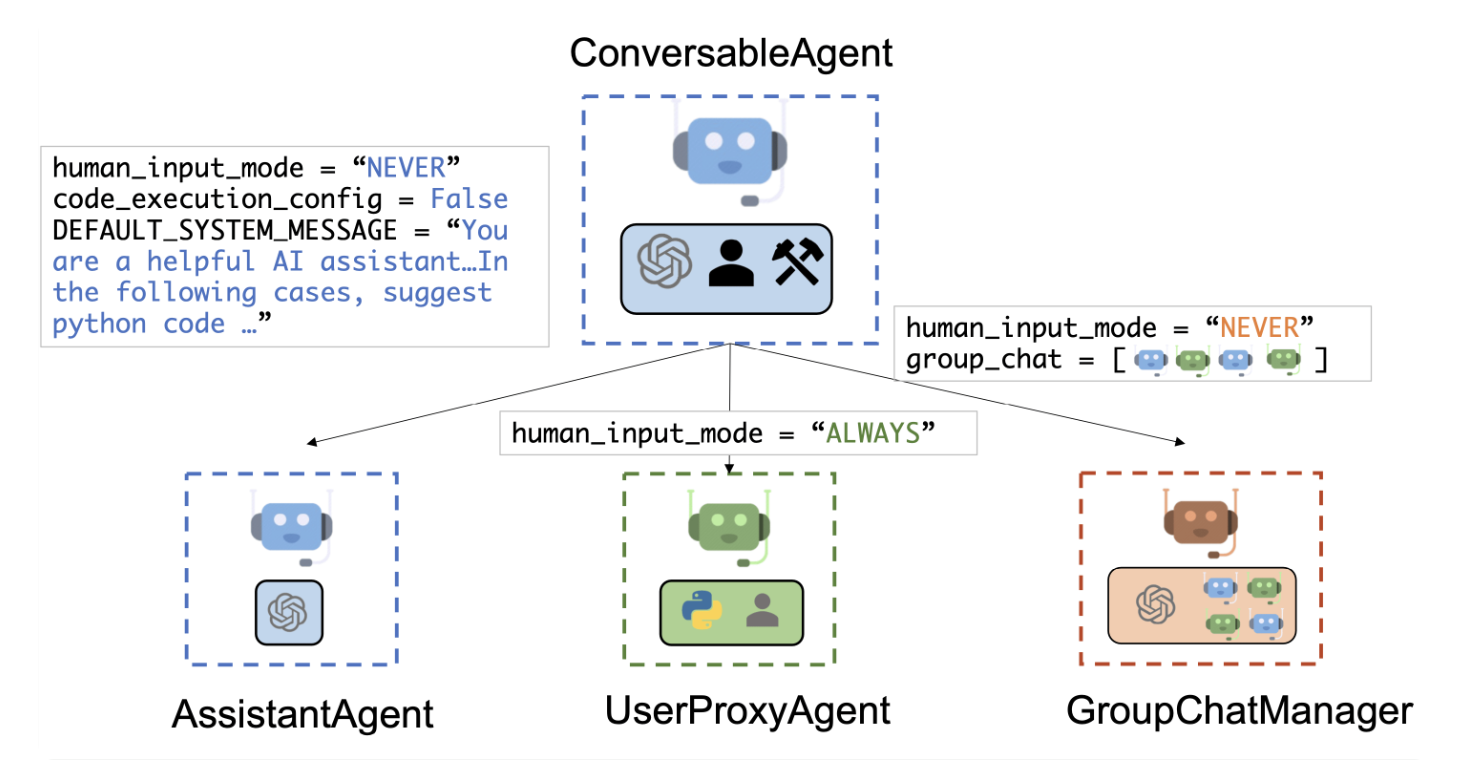 ConversableAgent
human_input_mode = “NEVER”
code_execution_config = False
DEFAULT_SYSTEM_MESSAGE = “You
are a helpful AI assistant…In
the following cases, suggest
python code …”
human_input_mode = “NEVER”
group_chat = [ ]
human_input_mode = “ALWAYS”
AssistantAgent
UserProxyAgent
GroupChatManager